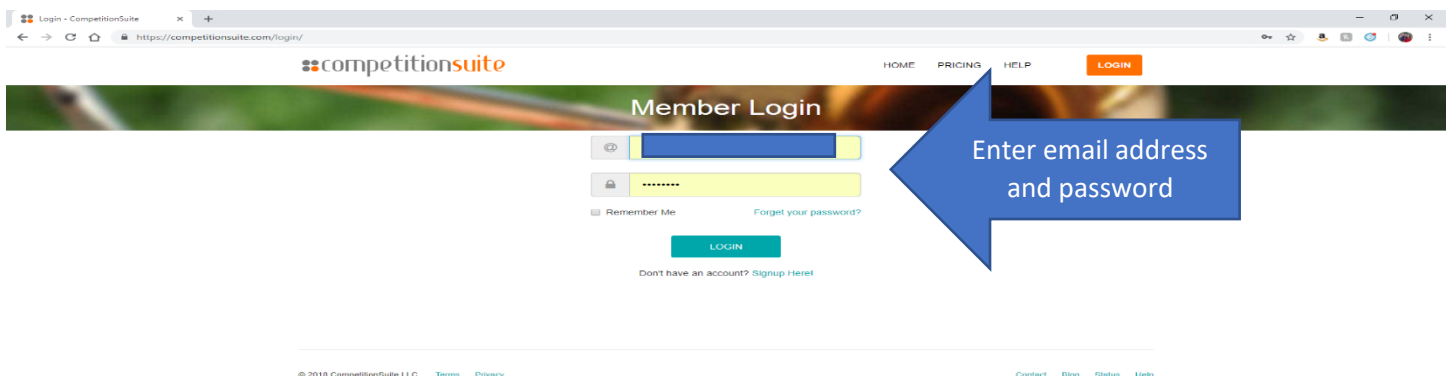 Login - CompetitionSuite
https://competitionsuite.com/login/
competitionsuite
HOME PRICING HELP LOGIN
Member Login
@
••••••••
Enter email address
and password
Remember Me Forget your password?
LOGIN
Don't have an account? Signup Here!
© 2018 CompetitionSuite LLC Terms Privacy Contact Blog Status Help